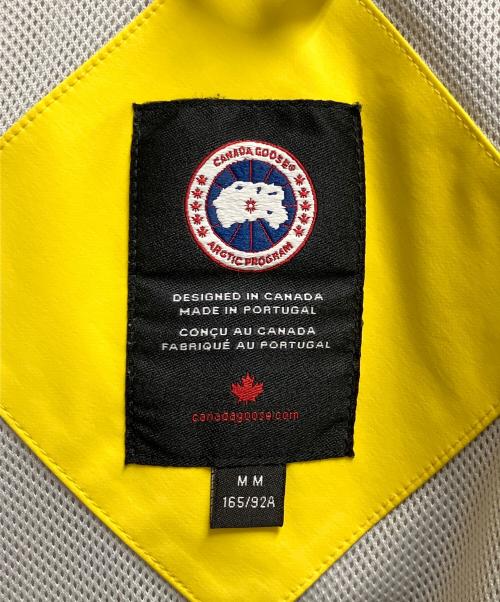 CANADA GOOSE®
ARCTIC PROGRAM
DESIGNED IN CANADA
MADE IN PORTUGAL
CONÇU AU CANADA
FABRIQUÉ AU PORTUGAL
canadagoose.com
M M
165/92A